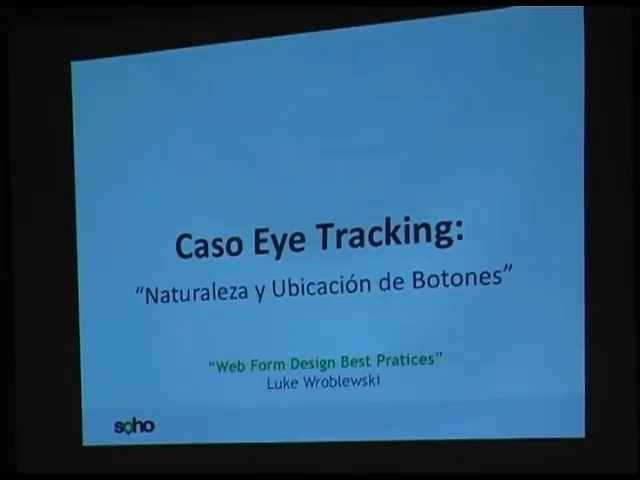 Caso Eye Tracking:
“Naturaleza y Ubicación de Botones”
“Web Form Design Best Pratices”
Luke Wroblewski
soho